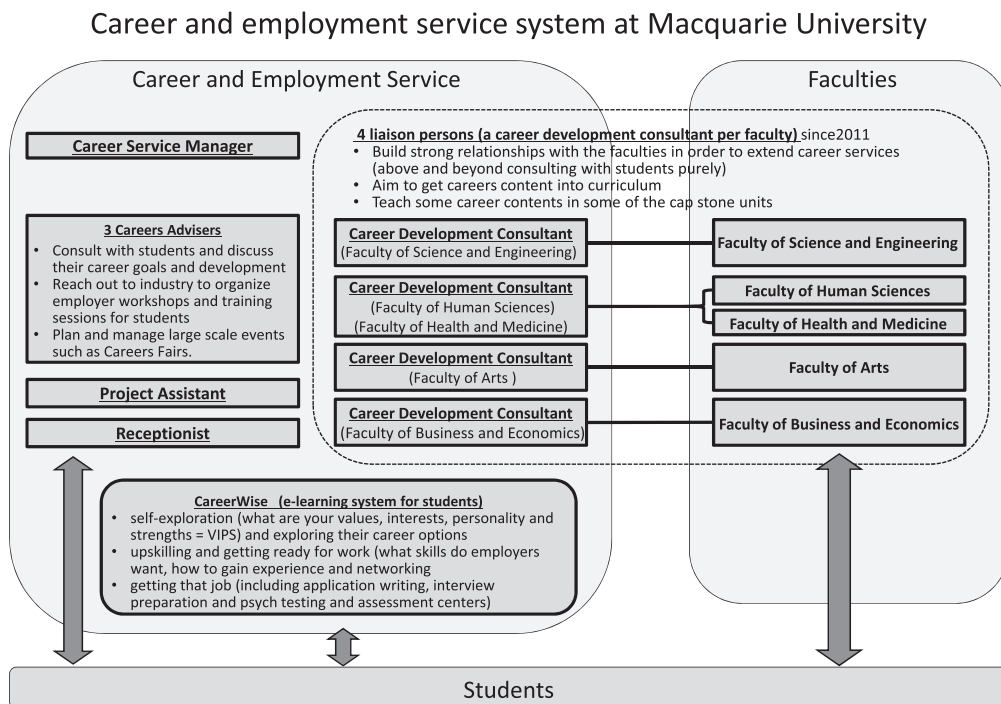 Career and employment service system at Macquarie University
Career and Employment Service
Faculties
Career Service Manager
4 liaison persons (a career development consultant per faculty) since2011
• Build strong relationships with the faculties in order to extend career services
(above and beyond consulting with students purely)
• Aim to get careers content into curriculum
• Teach some career contents in some of the cap stone units
3 Careers Advisers
• Consult with students and discuss
their career goals and development
• Reach out to industry to organize
employer workshops and training
sessions for students
• Plan and manage large scale events
such as Careers Fairs.
Project Assistant
Receptionist
Career Development Consultant
(Faculty of Science and Engineering)
Faculty of Science and Engineering
Career Development Consultant
(Faculty of Human Sciences)
(Faculty of Health and Medicine)
Faculty of Human Sciences
Faculty of Health and Medicine
Career Development Consultant
(Faculty of Arts )
Faculty of Arts
Career Development Consultant
(Faculty of Business and Economics)
Faculty of Business and Economics
CareerWise (e-learning system for students)
• self-exploration (what are your values, interests, personality and
strengths = VIPS) and exploring their career options
• upskilling and getting ready for work (what skills do employers
want, how to gain experience and networking
• getting that job (including application writing, interview
preparation and psych testing and assessment centers)
Students